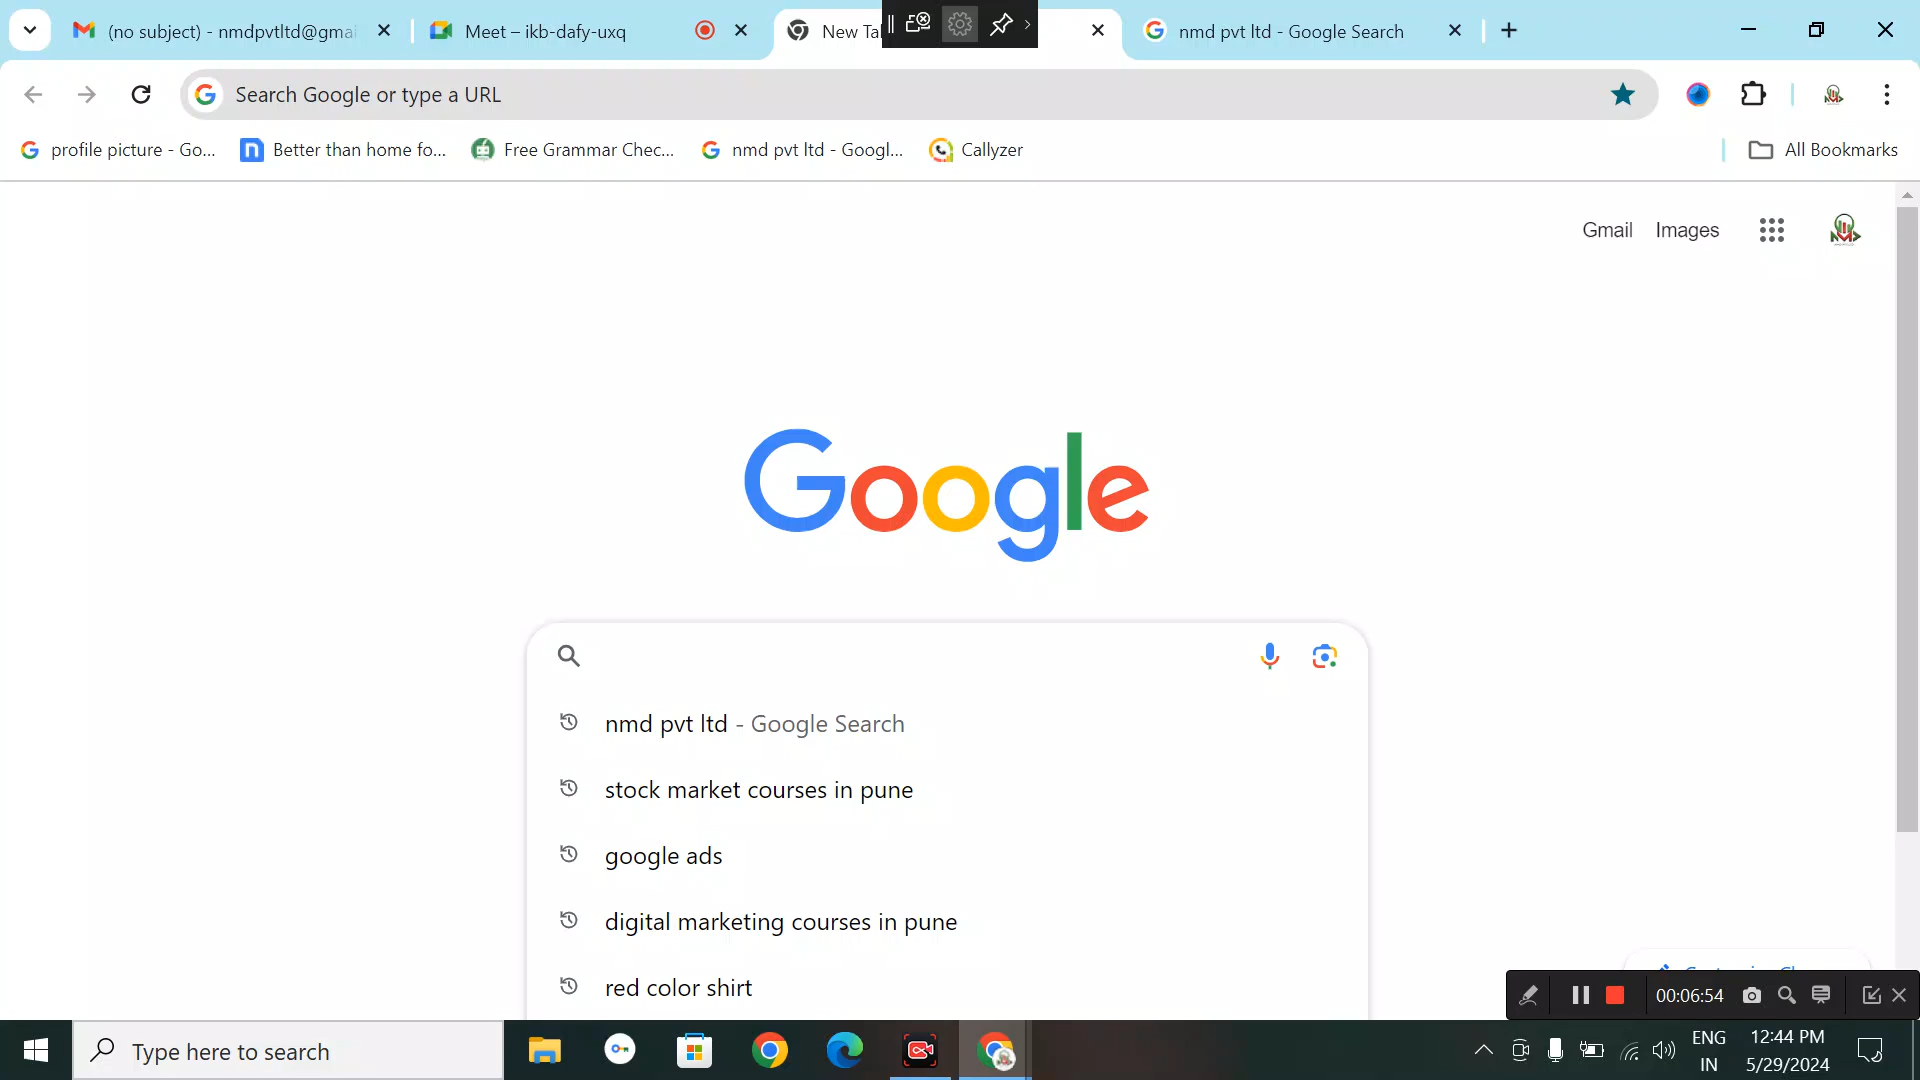 (no subject) - nmdpvtltd@gmai
Meet – ikb-dafy-uxq
New Ta
nmd pvt ltd - Google Search
Search Google or type a URL
profile picture - Go...
Better than home fo...
Free Grammar Chec...
nmd pvt ltd - Googl...
Callyzer
All Bookmarks
Gmail
Images
Google
nmd pvt ltd - Google Search
stock market courses in pune
google ads
digital marketing courses in pune
red color shirt
00:06:54
Type here to search
ENG
IN
12:44 PM
5/29/2024